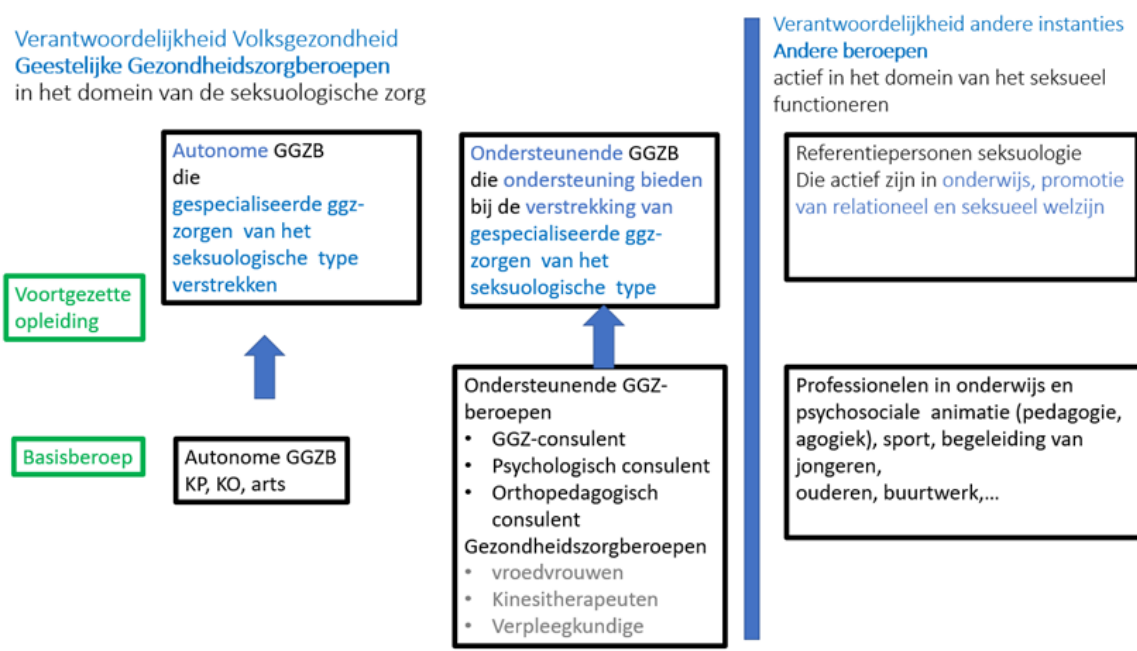 Verantwoordelijkheid Volksgezondheid
Geestelijke Gezondheidszorgberoepen
in het domein van de seksuologische zorg
Verantwoordelijkheid andere instanties
Andere beroepen
actief in het domein van het seksueel
functioneren
Voortgezette
opleiding
Autonome GGZB
die
gespecialiseerde ggz-
zorgen van het
seksuologische type
verstrekken
Ondersteunende GGZB
die ondersteuning bieden
bij de verstrekking van
gespecialiseerde ggz-
zorgen van het
seksuologische type
Referentiepersonen seksuologie
Die actief zijn in onderwijs, promotie
van relationeel en seksueel welzijn
Basisberoep
Autonome GGZB
KP, KO, arts
Ondersteunende GGZ-
beroepen
• GGZ-consulent
• Psychologisch consulent
• Orthopedagogisch
consulent
Gezondheidszorgberoepen
• vroedvrouwen
• Kinesitherapeuten
• Verpleegkundige
Professionelen in onderwijs en
psychosociale animatie (pedagogie,
agogiek), sport, begeleiding van
jongeren,
ouderen, buurtwerk,...